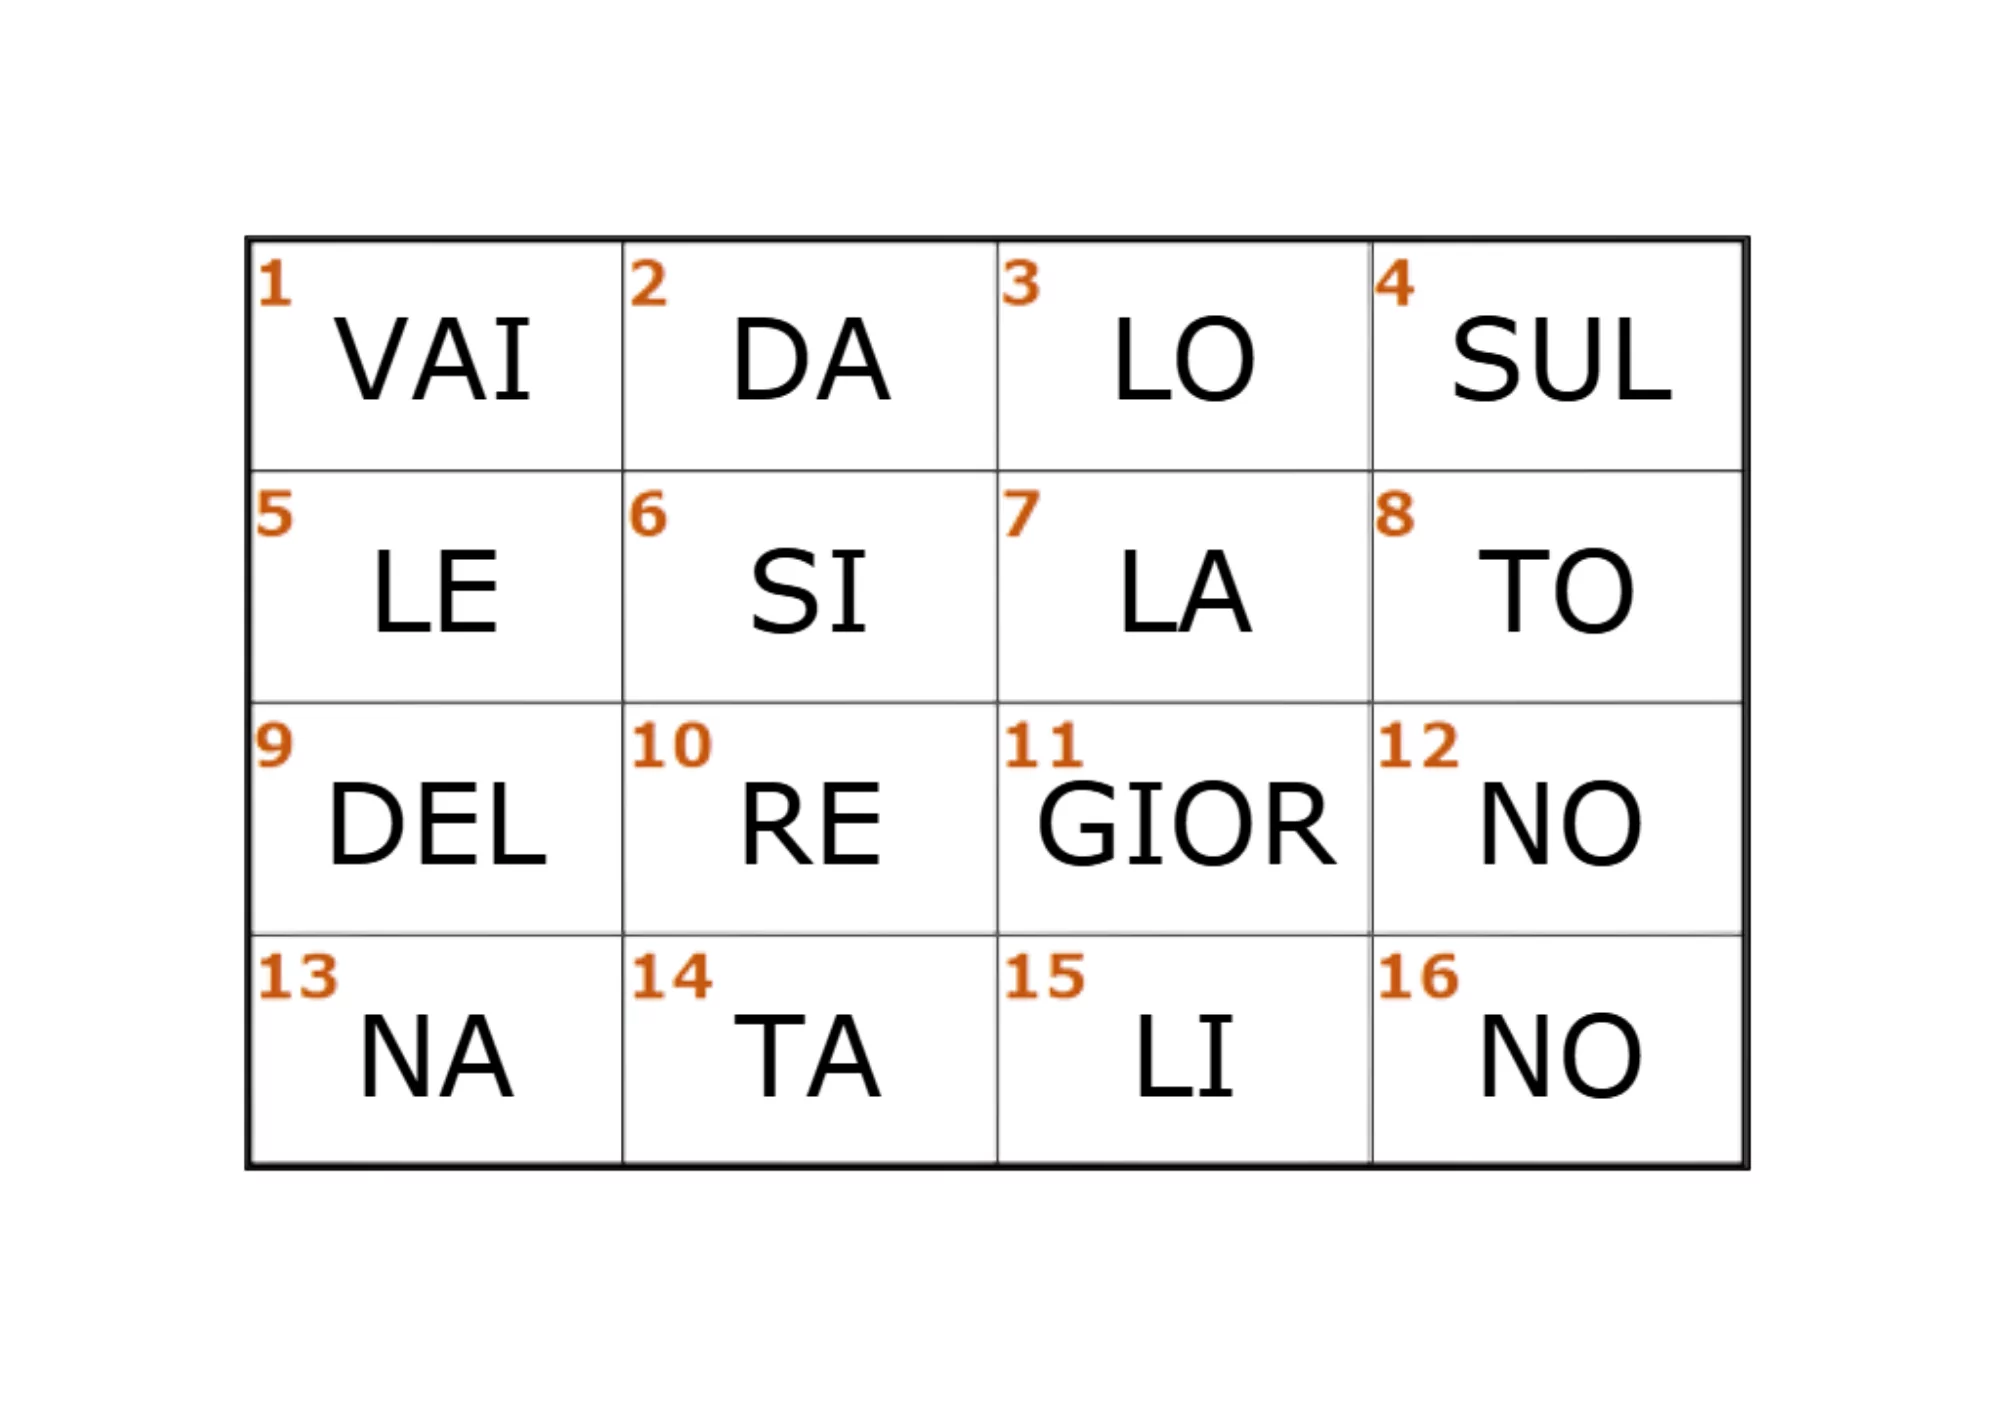 1 2 3 4
VAI DA LO SUL
5 6 7 8
LE SI LA TO
9 10 11 12
DEL RE GIOR NO
13 14 15 16
NA TA LI NO